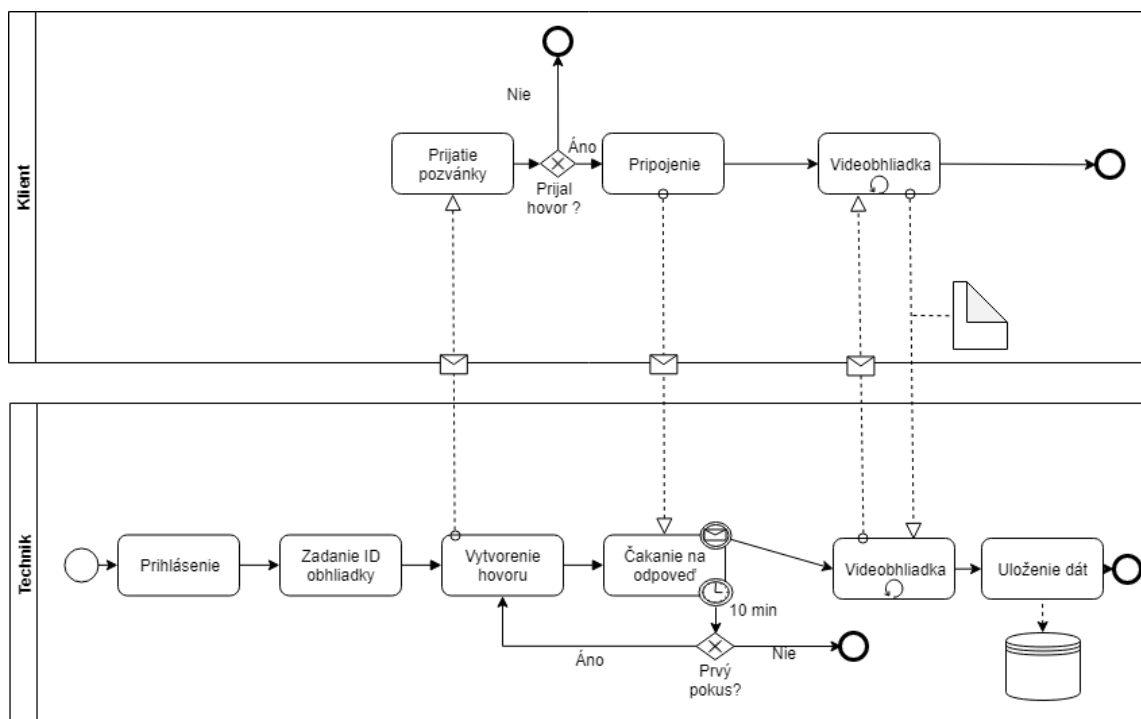 Klient
Nie
Prijatie
pozvánky
Prijal
hovor ?
Áno
Pripojenie
Videobhliadka
Technik
Prihlásenie
Zadanie ID
obhliadky
Vytvorenie
hovoru
Čakanie na
odpoveď
10 min
Prvý
pokus?
Áno
Nie
Videobhliadka
Uloženie dát